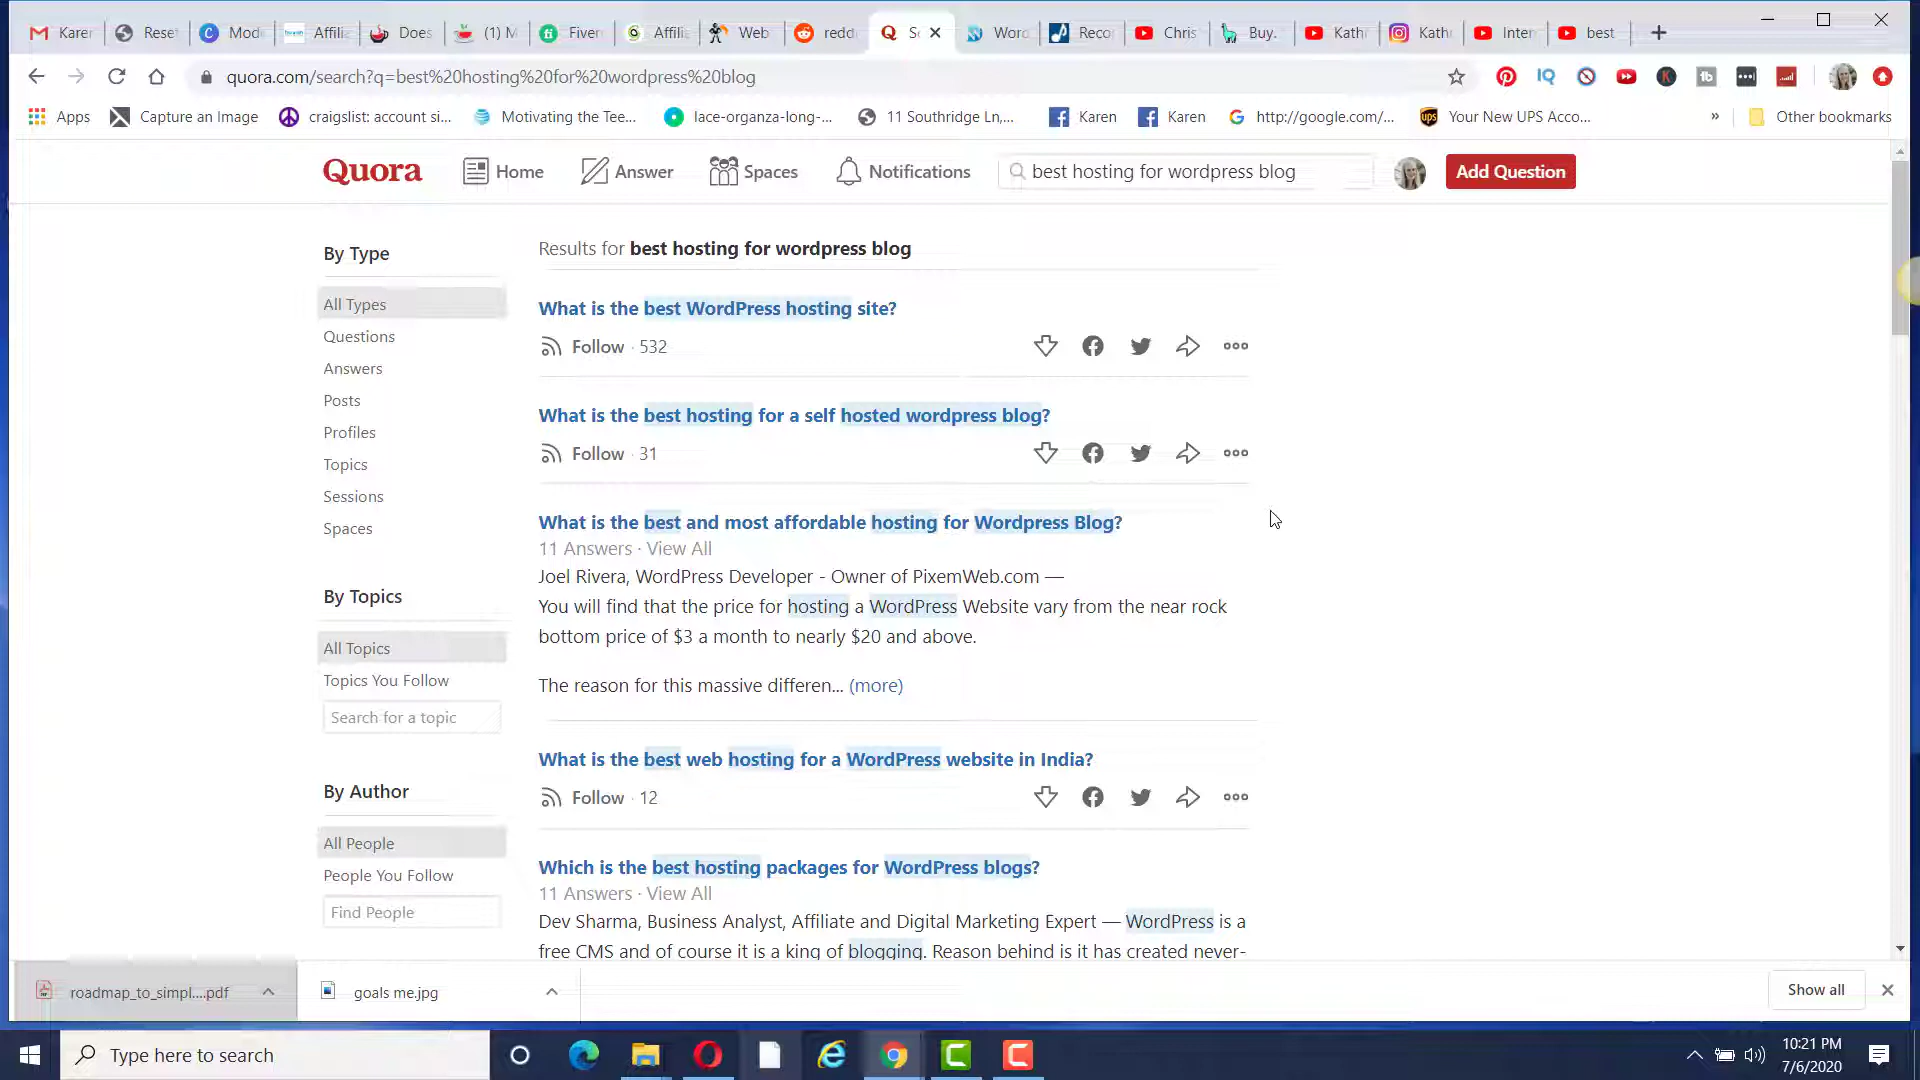 Karer
Rese
Mod
Affili
Does
(1) M
Fiver
Affilia
Web
reddi
Wor
Reco
Chris
Buy.
Kathi
Kathr
Inter
best
quora.com/search?q=best%20hosting%20for%20wordpress%20blog
Apps
Capture an Image
craigslist: account si...
Motivating the Tee...
lace-organza-long-...
11 Southridge Ln,...
Karen
Karen
http://google.com/...
Your New UPS Acco...
»
Other bookmarks
Quora
Home
Answer
Spaces
Notifications
best hosting for wordpress blog
Add Question
By Type
All Types
Questions
Answers
Posts
Profiles
Topics
Sessions
Spaces
By Topics
All Topics
Topics You Follow
Search for a topic
By Author
All People
People You Follow
Find People
Results for best hosting for wordpress blog
What is the best WordPress hosting site?
Follow · 532
What is the best hosting for a self hosted wordpress blog?
Follow · 31
What is the best and most affordable hosting for Wordpress Blog?
11 Answers · View All
Joel Rivera, WordPress Developer - Owner of PixemWeb.com —
You will find that the price for hosting a WordPress Website vary from the near rock
bottom price of $3 a month to nearly $20 and above.
The reason for this massive differen... (more)
What is the best web hosting for a WordPress website in India?
Follow · 12
Which is the best hosting packages for WordPress blogs?
11 Answers · View All
Dev Sharma, Business Analyst, Affiliate and Digital Marketing Expert — WordPress is a
free CMS and of course it is a king of blogging. Reason behind is it has created never-
roadmap_to_simpl....pdf
goals me.jpg
Show all
Type here to search
10:21 PM
7/6/2020